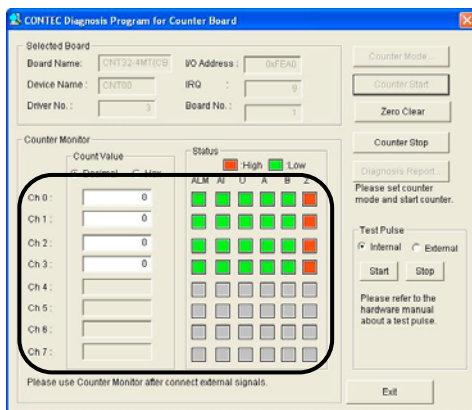 CONTEC Diagnosis Program for Counter Board
Selected Board
Board Name: CNT32-4MT(CB I/O Address : 0xFEA0
Device Name : CNT00 IRQ : 9
Driver No. : 3 Board No. : 1
Counter Mode
Counter Start
Zero Clear
Counter Stop
Diagnosis Report...
Please set counter
mode and start counter.
Counter Monitor
Count Value
Decimal Hex
Status
:High :Low
ALM AI U A B Z
Ch 0 : 0
Ch 1 : 0
Ch 2 : 0
Ch 3 : 0
Ch 4 :
Ch 5 :
Ch 6 :
Ch 7 :
Test Pulse
Internal External
Start Stop
Please refer to the
hardware manual
about a test pulse.
Please use Counter Monitor after connect external signals.
Exit